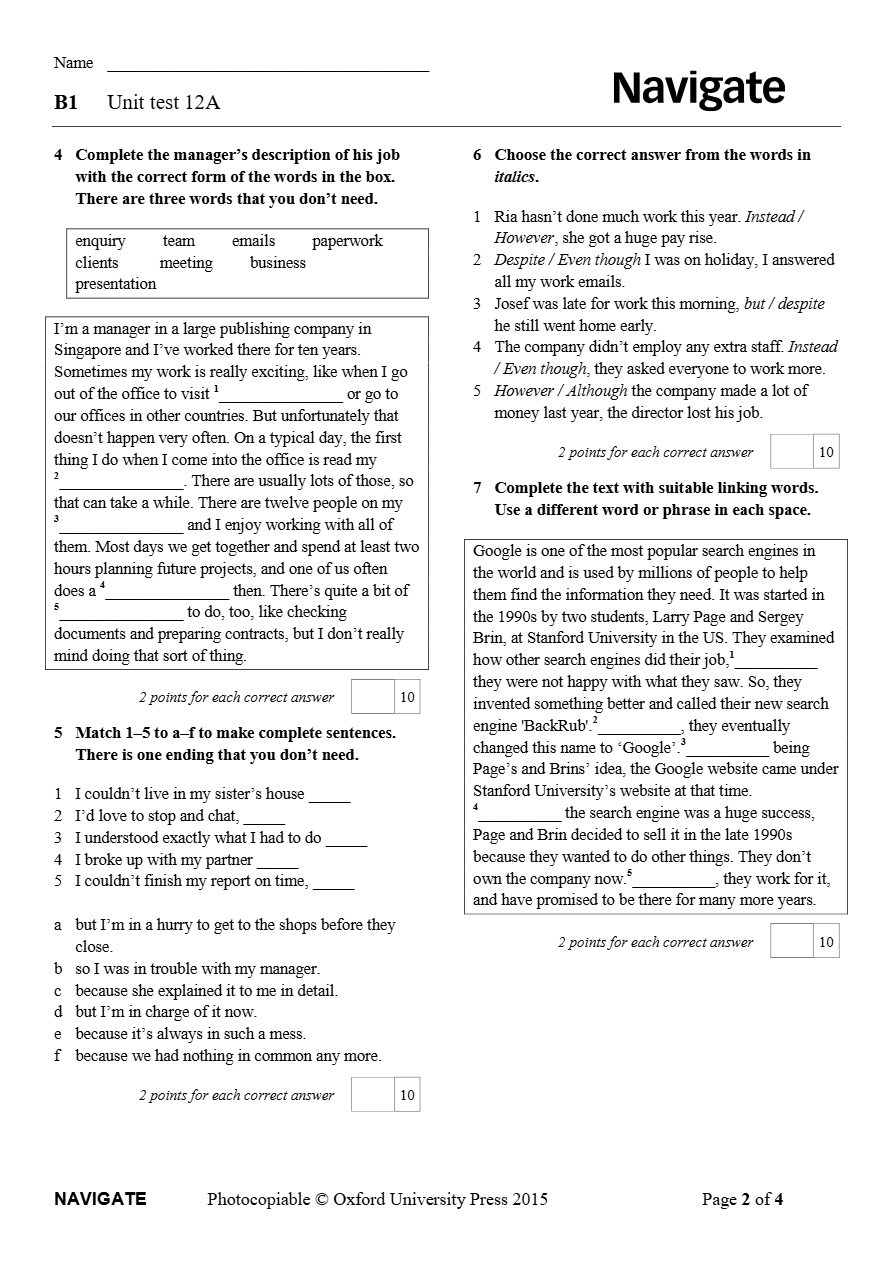 Name ____________________
Navigate
B1 Unit test 12A
4 Complete the manager’s description of his job
with the correct form of the words in the box.
There are three words that you don’t need.
enquiry team emails paperwork
clients meeting business
presentation
I’m a manager in a large publishing company in
Singapore and I’ve worked there for ten years.
Sometimes my work is really exciting, like when I go
out of the office to visit ¹_______________ or go to
our offices in other countries. But unfortunately that
doesn’t happen very often. On a typical day, the first
thing I do when I come into the office is read my
²_______________. There are usually lots of those, so
that can take a while. There are twelve people on my
³_______________ and I enjoy working with all of
them. Most days we get together and spend at least two
hours planning future projects, and one of us often
does a ⁴_______________ then. There’s quite a bit of
⁵_______________ to do, too, like checking
documents and preparing contracts, but I don’t really
mind doing that sort of thing.
2 points for each correct answer 10
5 Match 1–5 to a–f to make complete sentences.
There is one ending that you don’t need.
1 I couldn’t live in my sister’s house _____
2 I’d love to stop and chat, _____
3 I understood exactly what I had to do _____
4 I broke up with my partner _____
5 I couldn’t finish my report on time, _____
a but I’m in a hurry to get to the shops before they
close.
b so I was in trouble with my manager.
c because she explained it to me in detail.
d but I’m in charge of it now.
e because it’s always in such a mess.
f because we had nothing in common any more.
2 points for each correct answer 10
6 Choose the correct answer from the words in
italics.
1 Ria hasn’t done much work this year. Instead /
However, she got a huge pay rise.
2 Despite / Even though I was on holiday, I answered
all my work emails.
3 Josef was late for work this morning, but / despite
he still went home early.
4 The company didn’t employ any extra staff. Instead
/ Even though, they asked everyone to work more.
5 However / Although the company made a lot of
money last year, the director lost his job.
2 points for each correct answer 10
7 Complete the text with suitable linking words.
Use a different word or phrase in each space.
Google is one of the most popular search engines in
the world and is used by millions of people to help
them find the information they need. It was started in
the 1990s by two students, Larry Page and Sergey
Brin, at Stanford University in the US. They examined
how other search engines did their job,¹__________
they were not happy with what they saw. So, they
invented something better and called their new search
engine 'BackRub'.²__________, they eventually
changed this name to ‘Google’.³__________ being
Page’s and Brins’ idea, the Google website came under
Stanford University’s website at that time.
⁴__________ the search engine was a huge success,
Page and Brin decided to sell it in the late 1990s
because they wanted to do other things. They don’t
own the company now.⁵__________, they work for it,
and have promised to be there for many more years.
2 points for each correct answer 10
NAVIGATE Photocopiable © Oxford University Press 2015 Page 2 of 4